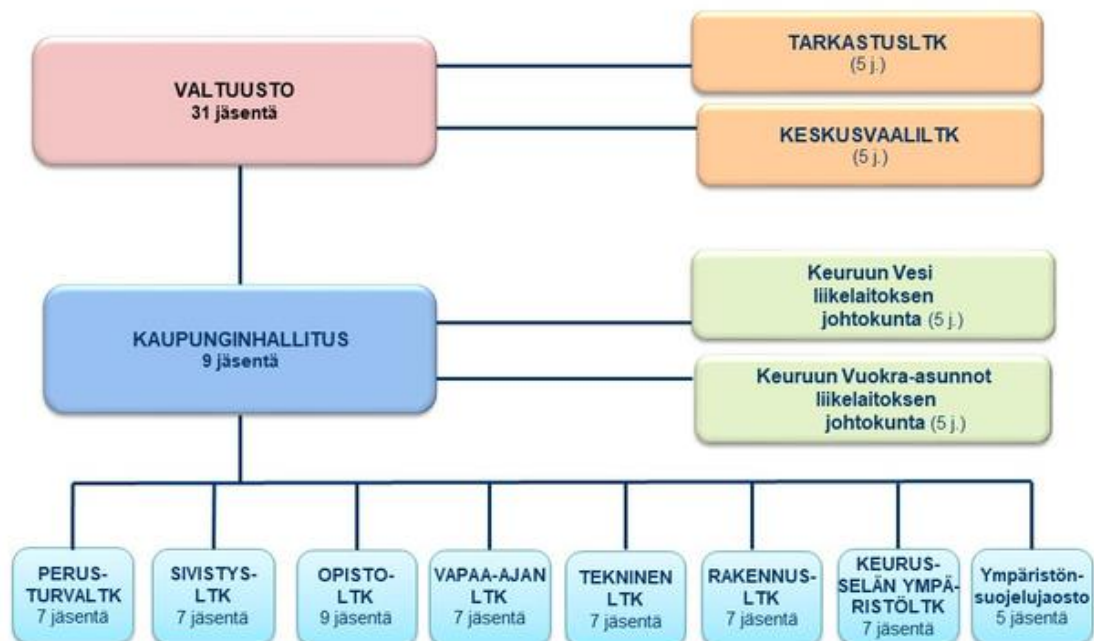 VALTUUSTO
31 jäsentä
TARKASTUSLTK
(5 j.)
KESKUSVAALILTK
(5 j.)
KAUPUNGINHALLITUS
9 jäsentä
Keuruun Vesi
liikelaitoksen
johtokunta (5 j.)
Keuruun Vuokra-asunnot
liikelaitoksen
johtokunta (5 j.)
PERUS-
TURVALTK
7 jäsentä
SIVISTYS-
LTK
7 jäsentä
OPISTO-
LTK
9 jäsentä
VAPAA-AJAN
LTK
7 jäsentä
TEKNINEN
LTK
7 jäsentä
RAKENNUS-
LTK
7 jäsentä
KEURUS-
SELÄN YMPÄ-
RISTÖLTK
7 jäsentä
Ympäristön-
suojelujaosto
5 jäsentä